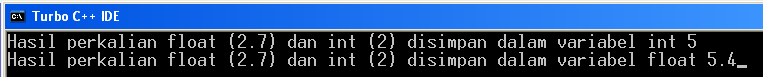 Turbo C++ IDE
Hasil perkalian float (2.7) dan int (2) disimpan dalam variabel int 5
Hasil perkalian float (2.7) dan int (2) disimpan dalam variabel float 5.4_